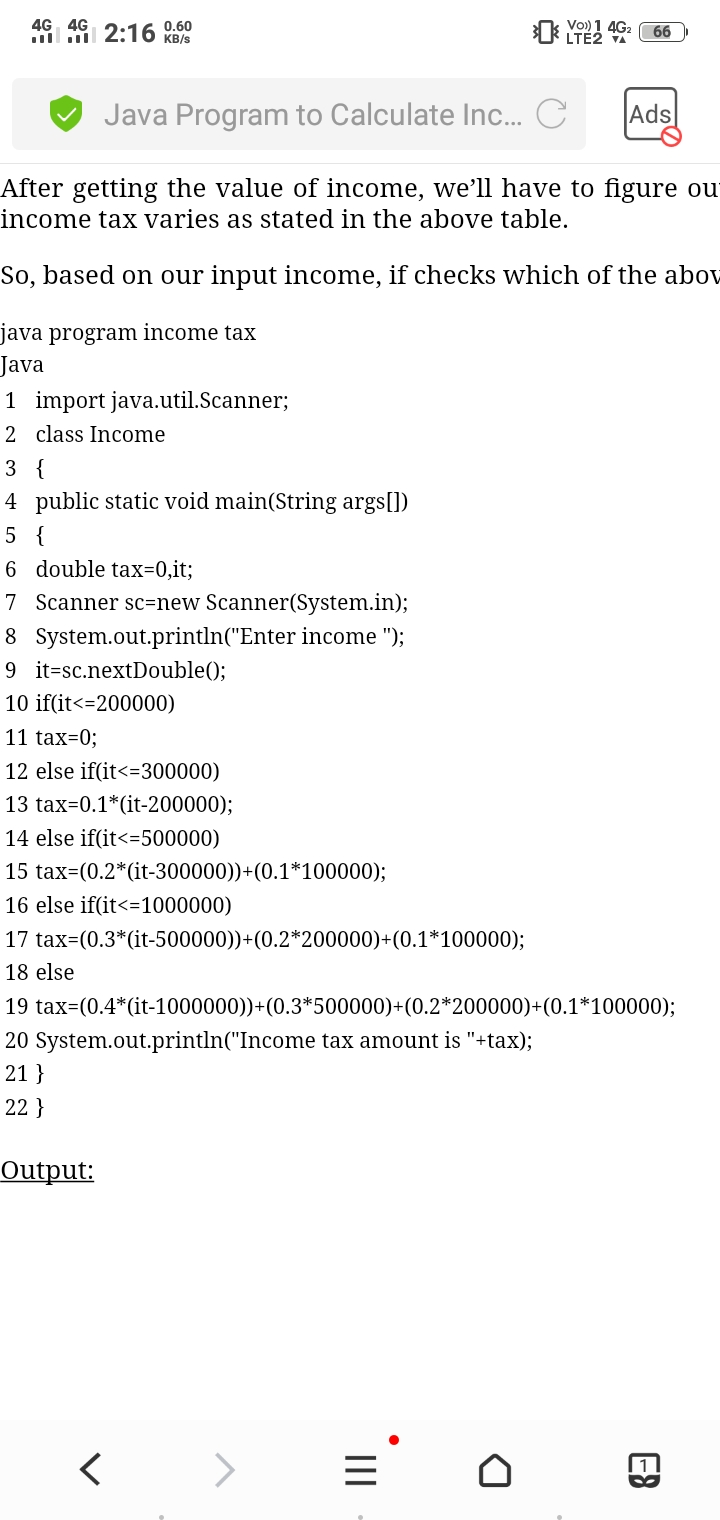 4G 4G 2:16 0.60 KB/s Vo)) 1 LTE2 4G2 66
Java Program to Calculate Inc... Ads
After getting the value of income, we’ll have to figure ou
income tax varies as stated in the above table.
So, based on our input income, if checks which of the abov
java program income tax
Java
1 import java.util.Scanner;
2 class Income
3 {
4 public static void main(String args[])
5 {
6 double tax=0,it;
7 Scanner sc=new Scanner(System.in);
8 System.out.println("Enter income ");
9 it=sc.nextDouble();
10 if(it<=200000)
11 tax=0;
12 else if(it<=300000)
13 tax=0.1*(it-200000);
14 else if(it<=500000)
15 tax=(0.2*(it-300000))+(0.1*100000);
16 else if(it<=1000000)
17 tax=(0.3*(it-500000))+(0.2*200000)+(0.1*100000);
18 else
19 tax=(0.4*(it-1000000))+(0.3*500000)+(0.2*200000)+(0.1*100000);
20 System.out.println("Income tax amount is "+tax);
21 }
22 }
Output:
1